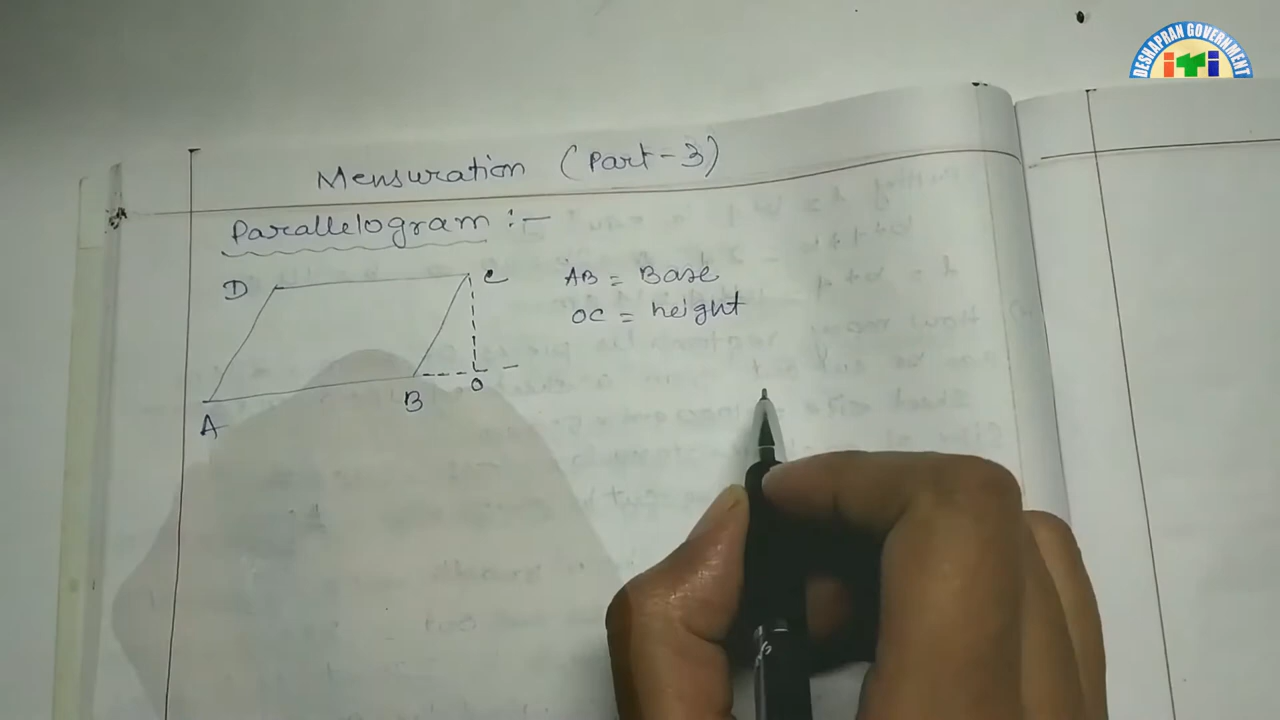 DESHAPRAN GOVERNMENT
iTi
Mensuration (Part-3)
Parallelogram :-
D
C
AB = Base
OC = height
A
B
O